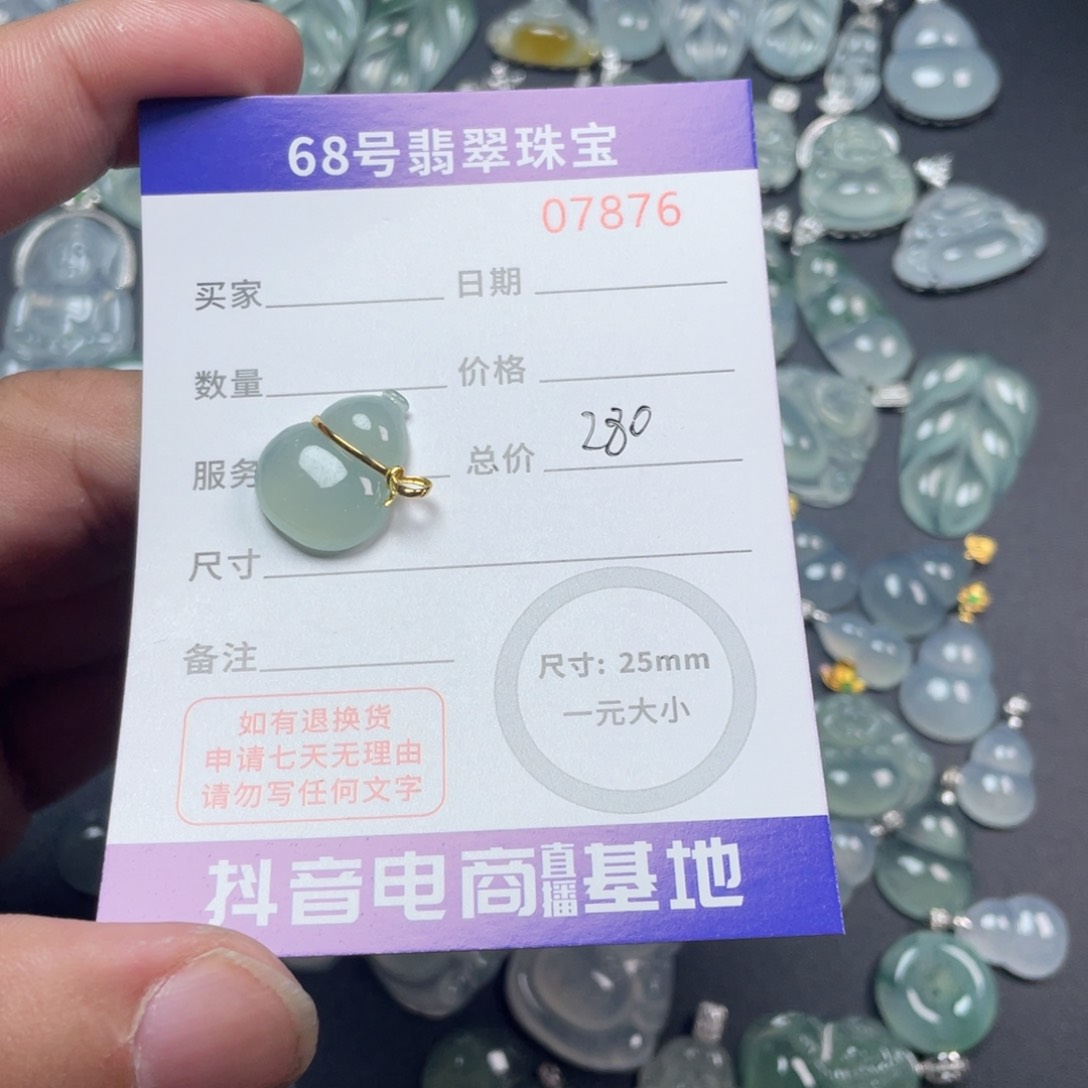 68号翡翠珠宝
07876
买家 日期
数量 价格
服务 总价 280
尺寸
备注
尺寸: 25mm
一元大小
如有退换货
申请七天无理由
请勿写任何文字
抖音电商直播基地